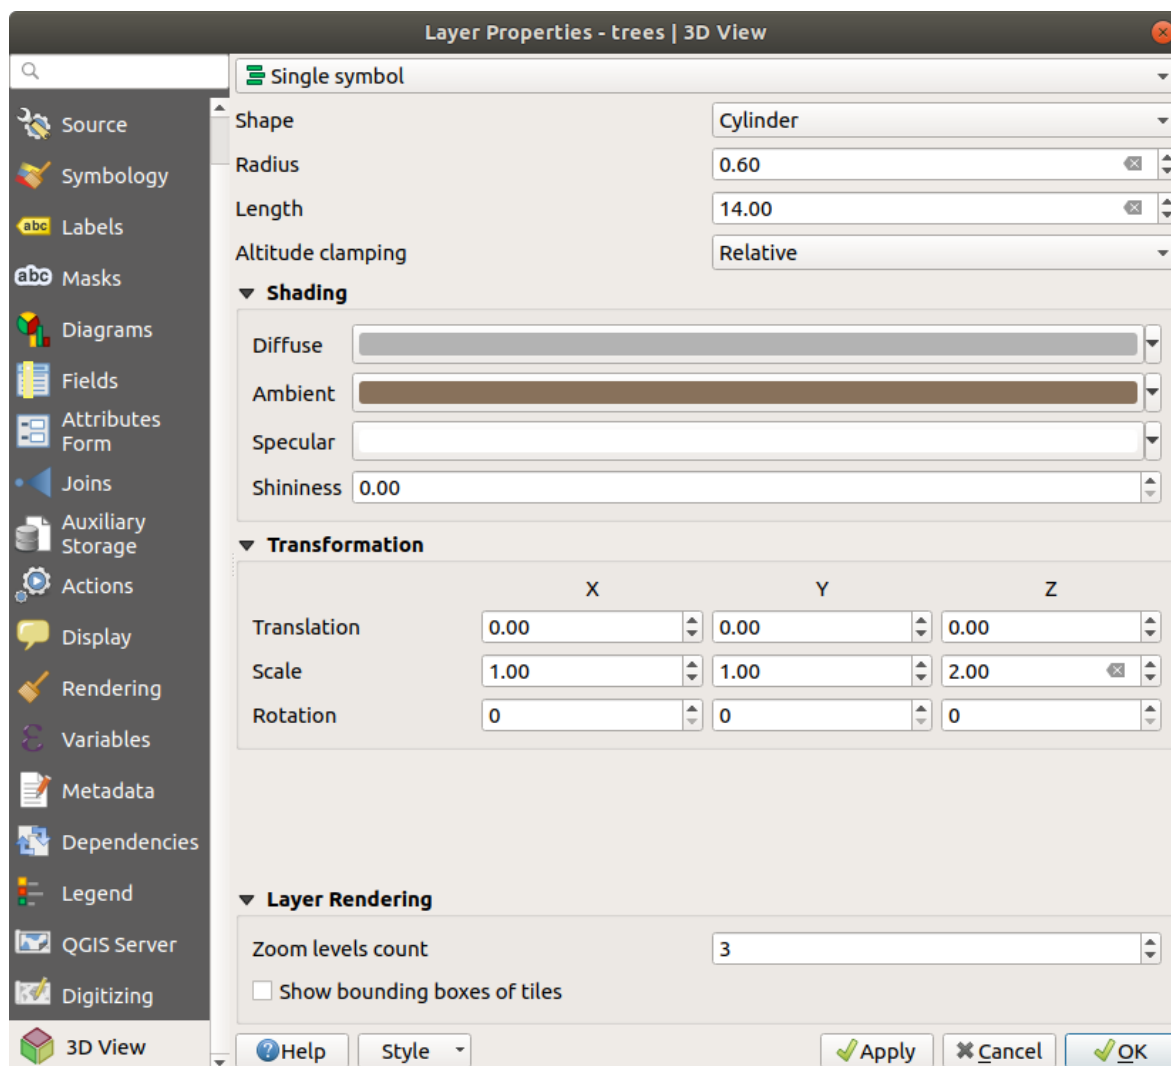 Layer Properties - trees | 3D View
Single symbol
Source
Symbology
abc Labels
abc Masks
Diagrams
Fields
Attributes
Form
Joins
Auxiliary
Storage
Actions
Display
Rendering
Variables
Metadata
Dependencies
Legend
QGIS Server
Digitizing
3D View
Shape Cylinder
Radius 0.60
Length 14.00
Altitude clamping Relative
Shading
Diffuse
Ambient
Specular
Shininess 0.00
Transformation
X Y Z
Translation 0.00 0.00 0.00
Scale 1.00 1.00 2.00
Rotation 0 0 0
Layer Rendering
Zoom levels count 3
Show bounding boxes of tiles
Help Style Apply Cancel OK